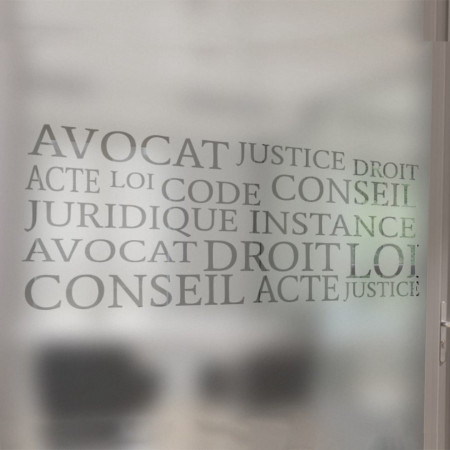 AVOCAT JUSTICE DROIT
ACTE LOI CODE CONSEIL
JURIDIQUE INSTANCE
AVOCAT DROIT LOI
CONSEIL ACTE JUSTICE